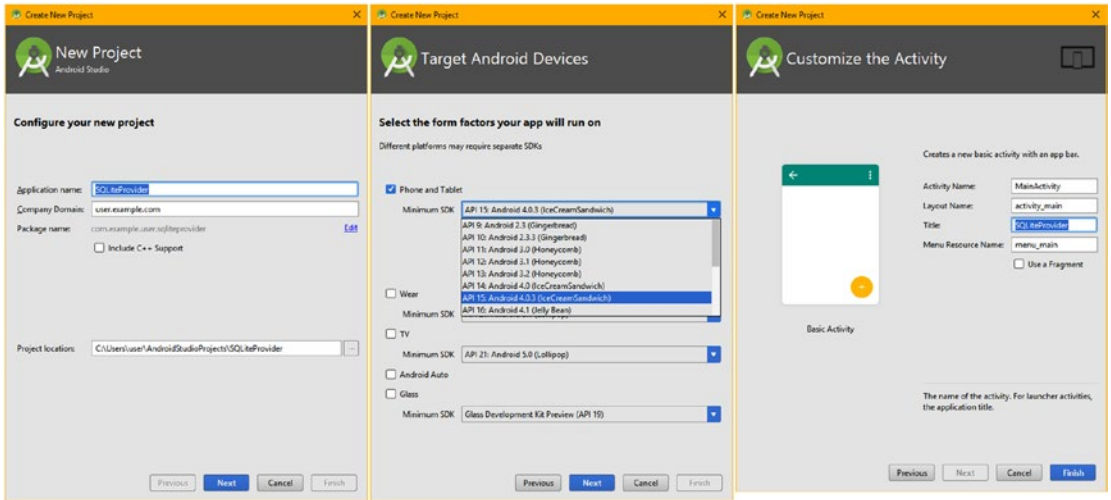 Create New Project
New Project
Android Studio
Configure your new project
Application name: SQLiteProvider
Company Domain: user.example.com
Package name: com.example.user.sqliteprovider Edit
Include C++ Support
Project location: C:\Users\user\AndroidStudioProjects\SQLiteProvider ...
Previous Next Cancel Finish
Create New Project
Target Android Devices
Select the form factors your app will run on
Different platforms may require separate SDKs
Phone and Tablet
Minimum SDK API 15: Android 4.0.3 (IceCreamSandwich)
API 9: Android 2.3 (Gingerbread)
API 10: Android 2.3.3 (Gingerbread)
API 11: Android 3.0 (Honeycomb)
API 12: Android 3.1 (Honeycomb)
API 13: Android 3.2 (Honeycomb)
API 14: Android 4.0 (IceCreamSandwich)
API 15: Android 4.0.3 (IceCreamSandwich)
API 16: Android 4.1 (Jelly Bean)
Wear
Minimum SDK
TV
Minimum SDK API 21: Android 5.0 (Lollipop)
Android Auto
Glass
Minimum SDK Glass Development Kit Preview (API 19)
Previous Next Cancel Finish
Create New Project
Customize the Activity
Creates a new basic activity with an app bar.
Activity Name: MainActivity
Layout Name: activity_main
Title: SQLiteProvider
Menu Resource Name: menu_main
Use a Fragment
Basic Activity
The name of the activity. For launcher activities,
the application title.
Previous Next Cancel Finish